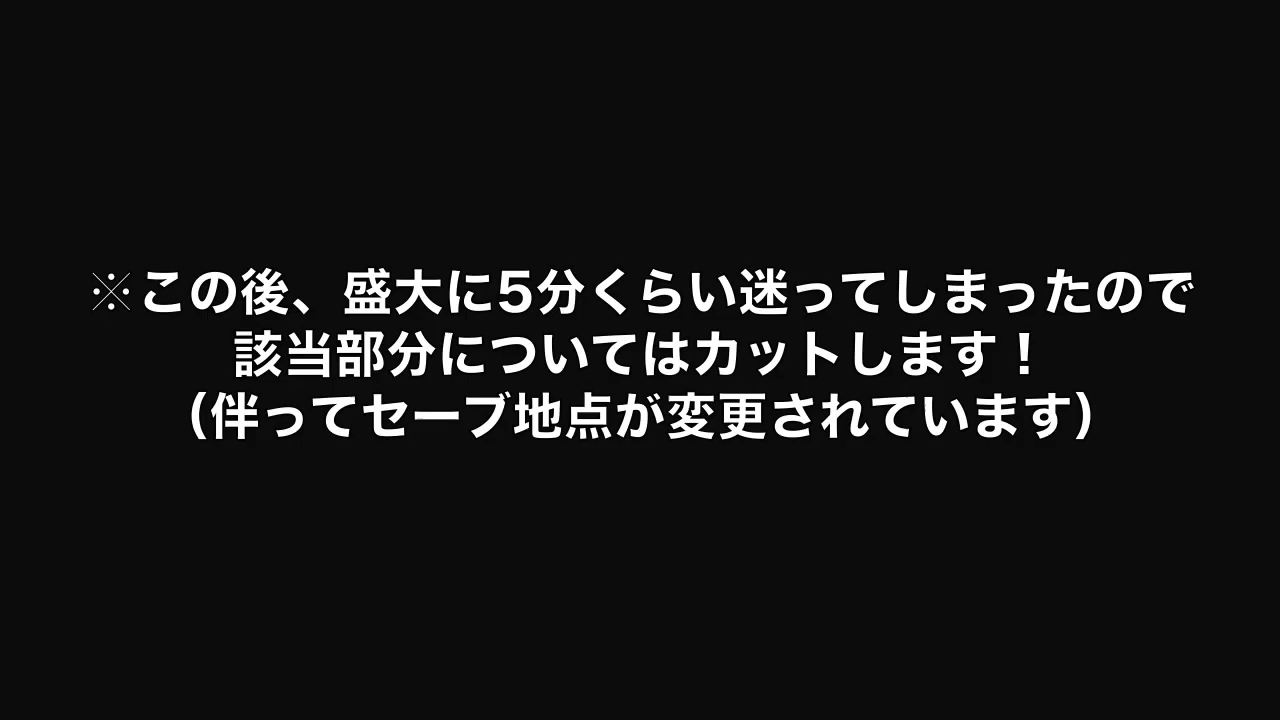 ※この後、盛大に5分くらい迷ってしまったので
該当部分についてはカットします！
（伴ってセーブ地点が変更されています）